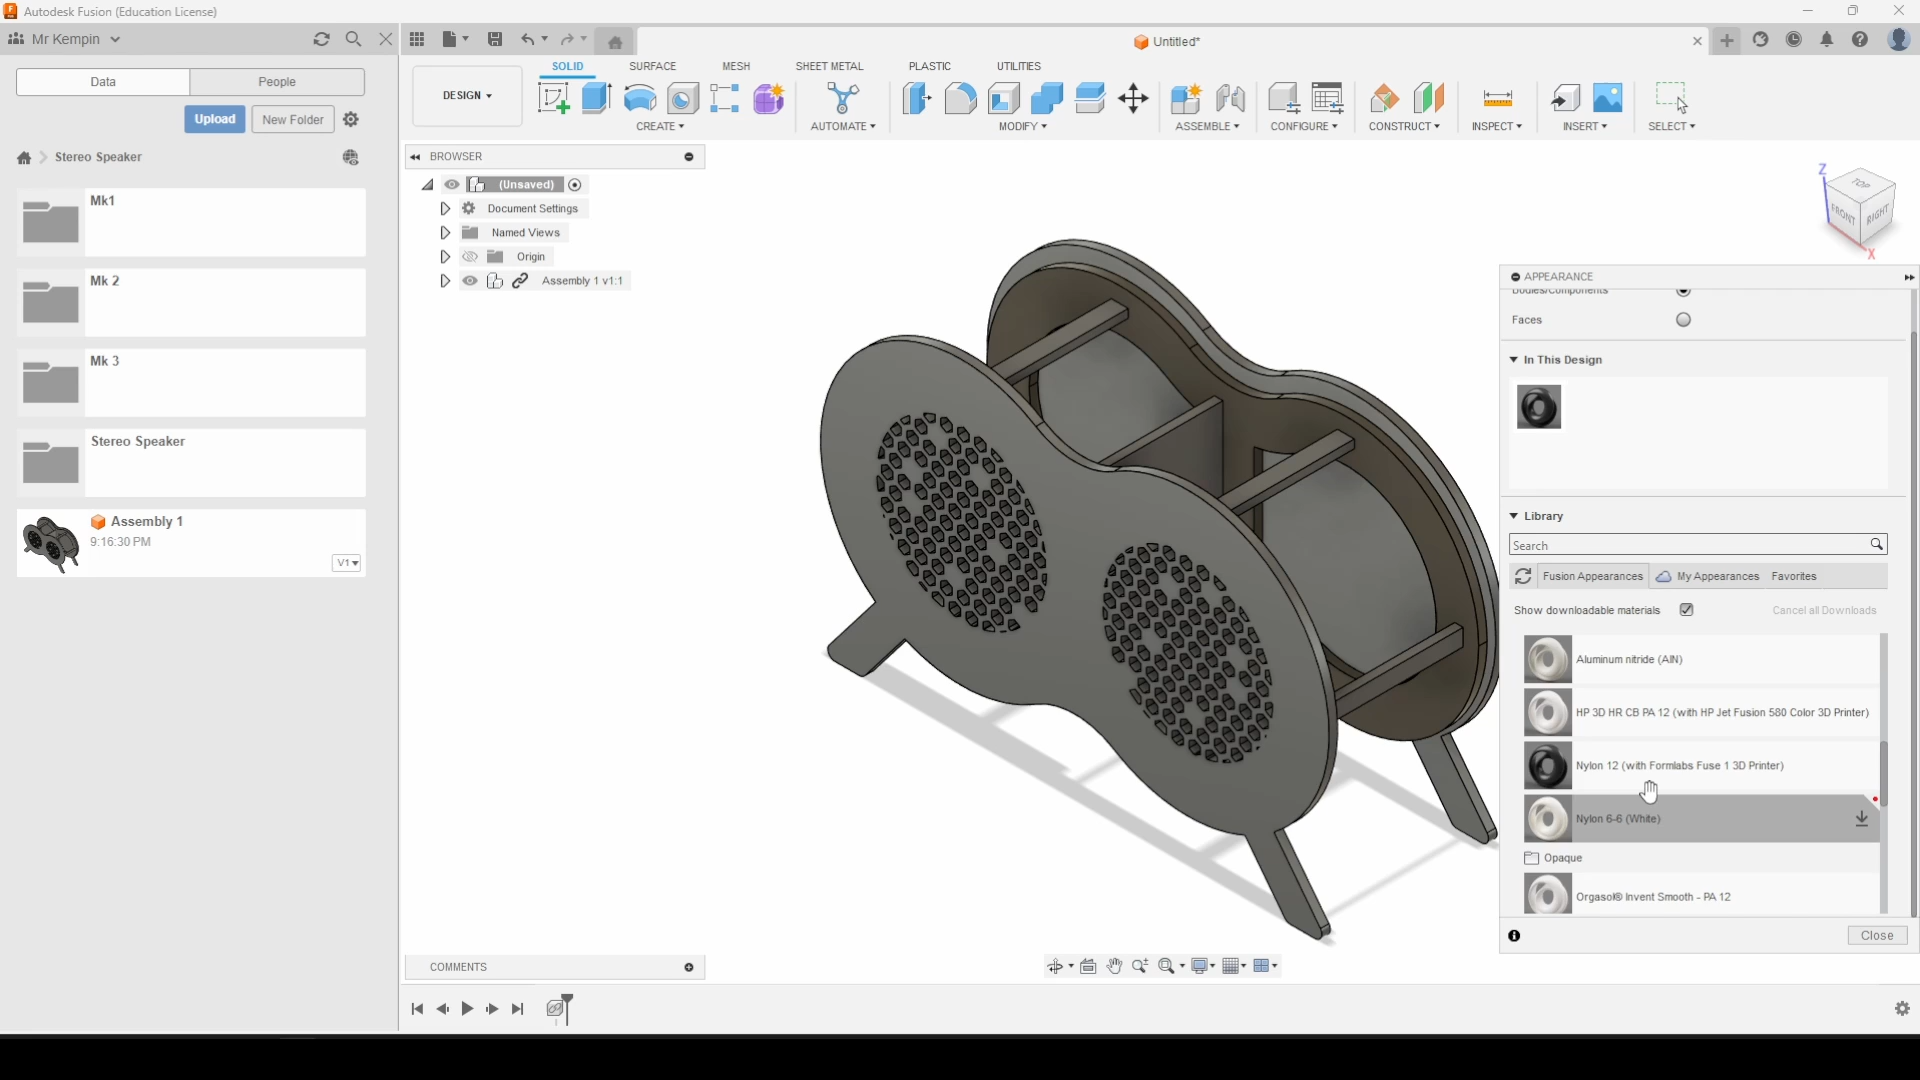 Autodesk Fusion (Education License)
Mr Kempin
Untitled*
Data
People
Upload
New Folder
Stereo Speaker
Mk1
Mk 2
Mk 3
Stereo Speaker
Assembly 1
9:16:30 PM
V1
SOLID
SURFACE
MESH
SHEET METAL
PLASTIC
UTILITIES
DESIGN
CREATE
AUTOMATE
MODIFY
ASSEMBLE
CONFIGURE
CONSTRUCT
INSPECT
INSERT
SELECT
BROWSER
(Unsaved)
Document Settings
Named Views
Origin
Assembly 1 v1:1
Z
TOP
FRONT
RIGHT
X
APPEARANCE
Bodies/Components
Faces
In This Design
Library
Search
Fusion Appearances
My Appearances
Favorites
Show downloadable materials
Cancel all Downloads
Aluminum nitride (AlN)
HP 3D HR CB PA 12 (with HP Jet Fusion 580 Color 3D Printer)
Nylon 12 (with Formlabs Fuse 1 3D Printer)
Nylon 6-6 (White)
Opaque
Orgasol® Invent Smooth - PA 12
Close
COMMENTS